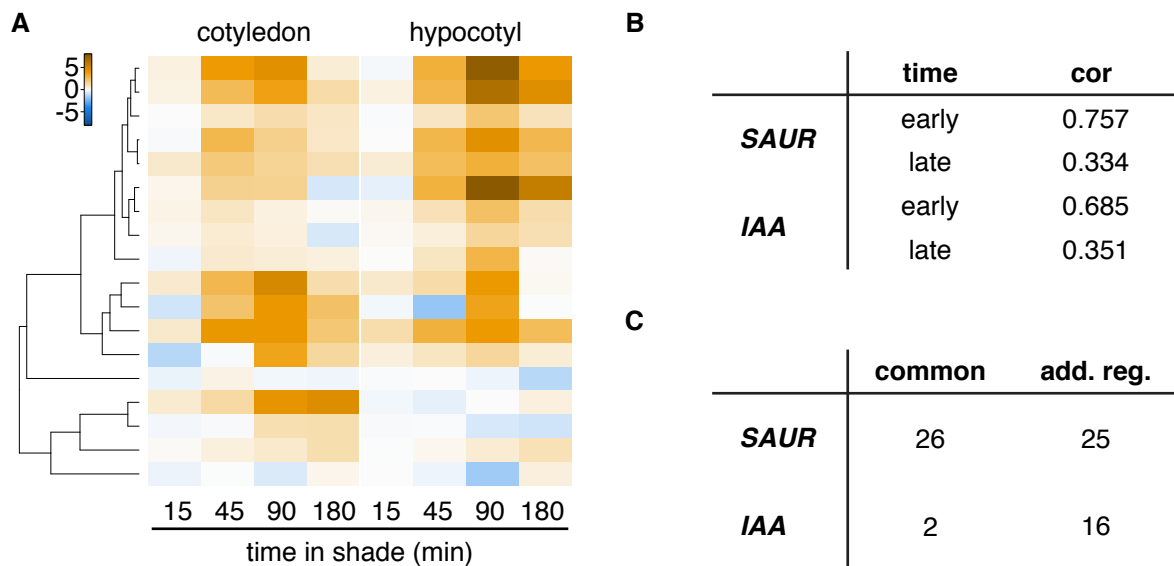 A
cotyledon hypocotyl
5
0
-5
15 45 90 180 15 45 90 180
time in shade (min)
B
time cor
SAUR
early 0.757
late 0.334
IAA
early 0.685
late 0.351
C
common add. reg.
SAUR 26 25
IAA 2 16